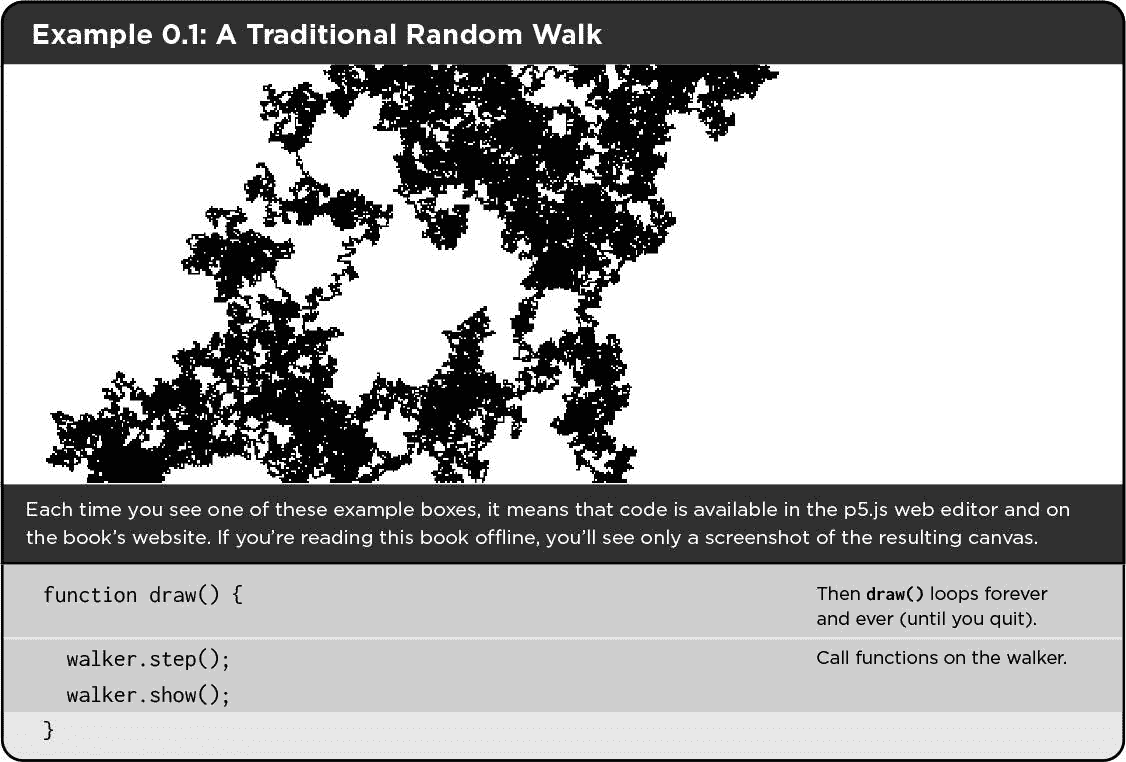 Example 0.1: A Traditional Random Walk
Each time you see one of these example boxes, it means that code is available in the p5.js web editor and on
the book’s website. If you’re reading this book offline, you’ll see only a screenshot of the resulting canvas.
function draw() {
Then draw() loops forever
and ever (until you quit).
walker.step();
Call functions on the walker.
walker.show();
}